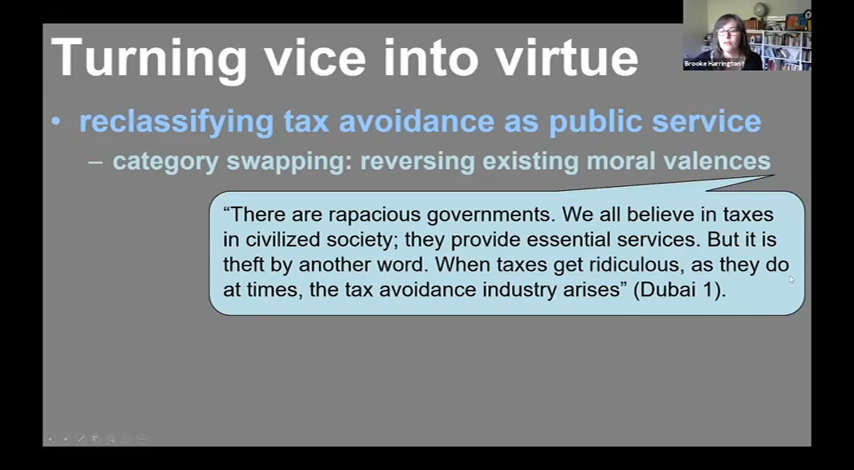 Turning vice into virtue
Brooke Harrington
• reclassifying tax avoidance as public service
– category swapping: reversing existing moral valences
“There are rapacious governments. We all believe in taxes
in civilized society; they provide essential services. But it is
theft by another word. When taxes get ridiculous, as they do
at times, the tax avoidance industry arises” (Dubai 1).